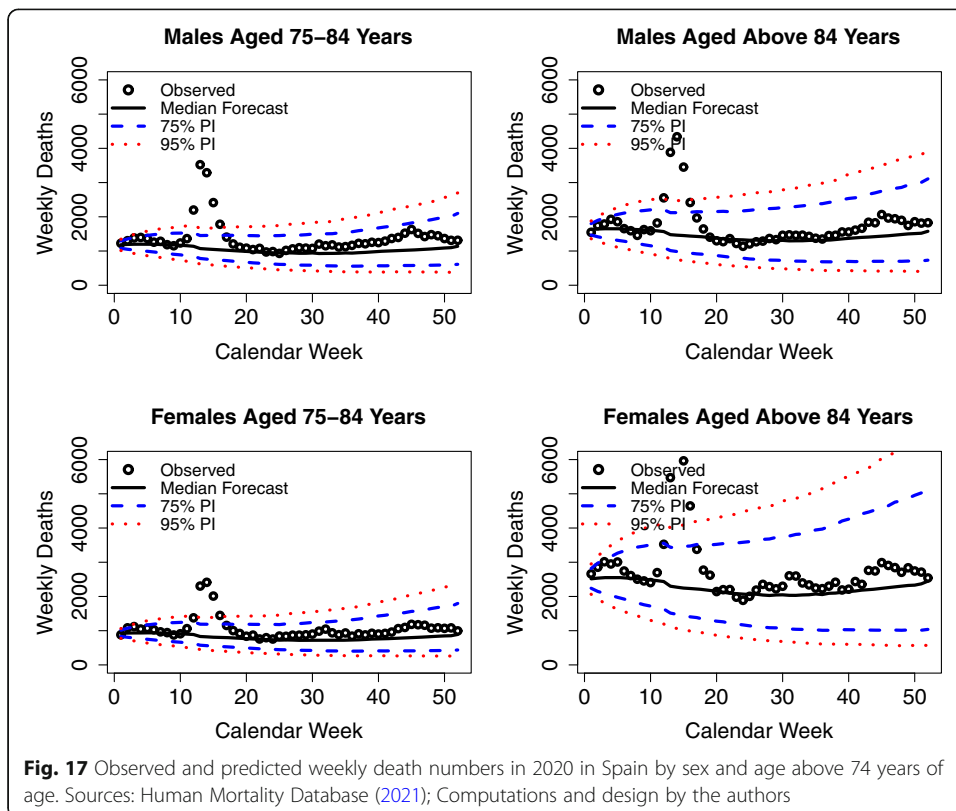 Males Aged 75–84 Years
Weekly Deaths
0 2000 4000 6000
Observed
Median Forecast
75% PI
95% PI
0 10 20 30 40 50
Calendar Week
Males Aged Above 84 Years
Weekly Deaths
0 2000 4000 6000
Observed
Median Forecast
75% PI
95% PI
0 10 20 30 40 50
Calendar Week
Females Aged 75–84 Years
Weekly Deaths
0 2000 4000 6000
Observed
Median Forecast
75% PI
95% PI
0 10 20 30 40 50
Calendar Week
Females Aged Above 84 Years
Weekly Deaths
0 2000 4000 6000
Observed
Median Forecast
75% PI
95% PI
0 10 20 30 40 50
Calendar Week
Fig. 17 Observed and predicted weekly death numbers in 2020 in Spain by sex and age above 74 years of
age. Sources: Human Mortality Database (2021); Computations and design by the authors